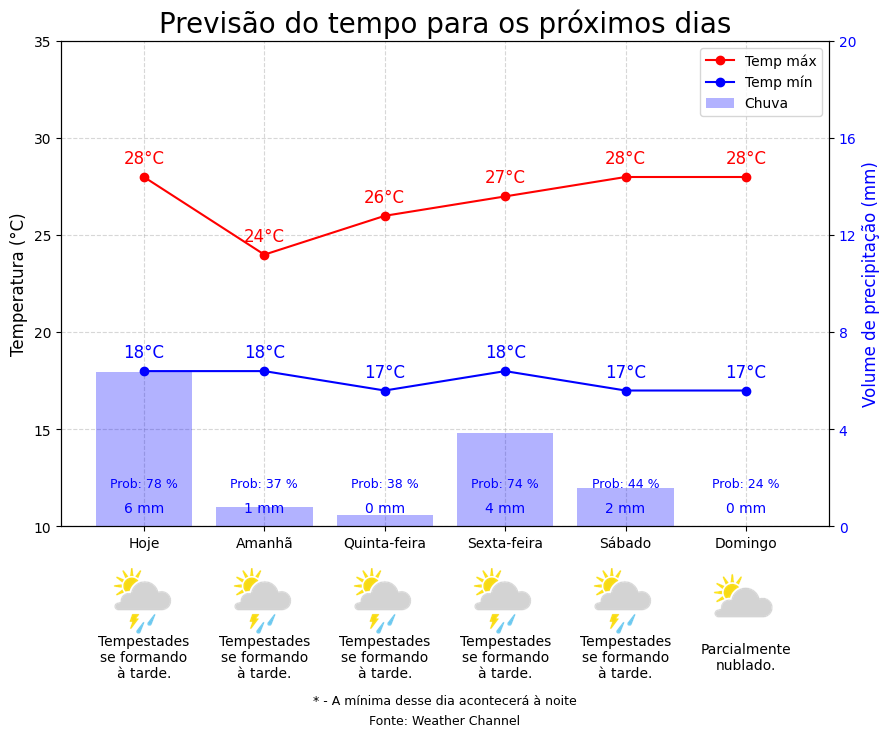 Previsão do tempo para os próximos dias
35
30
25
20
15
10
Temperatura (°C)
20
16
12
8
4
0
Volume de precipitação (mm)
Temp máx
Temp mín
Chuva
28°C
24°C
26°C
27°C
28°C
28°C
18°C
18°C
17°C
18°C
17°C
17°C
Prob: 78 %
Prob: 37 %
Prob: 38 %
Prob: 74 %
Prob: 44 %
Prob: 24 %
6 mm
1 mm
0 mm
4 mm
2 mm
0 mm
Hoje
Amanhã
Quinta-feira
Sexta-feira
Sábado
Domingo
Tempestades
se formando
à tarde.
Tempestades
se formando
à tarde.
Tempestades
se formando
à tarde.
Tempestades
se formando
à tarde.
Tempestades
se formando
à tarde.
Parcialmente
nublado.
* - A mínima desse dia acontecerá à noite
Fonte: Weather Channel